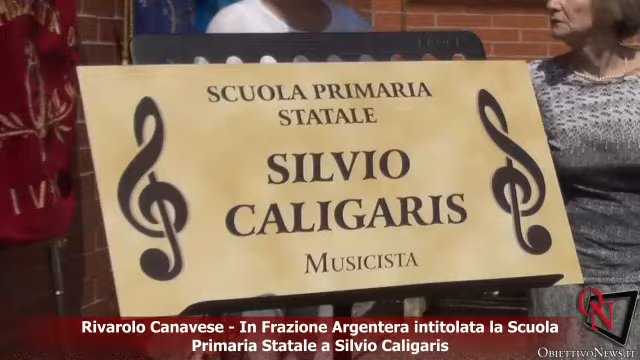 SCUOLA PRIMARIA
STATALE
SILVIO
CALIGARIS
MUSICISTA
Rivarolo Canavese - In Frazione Argentera intitolata la Scuola
Primaria Statale a Silvio Caligaris
ON
OBIETTIVONEWS.IT